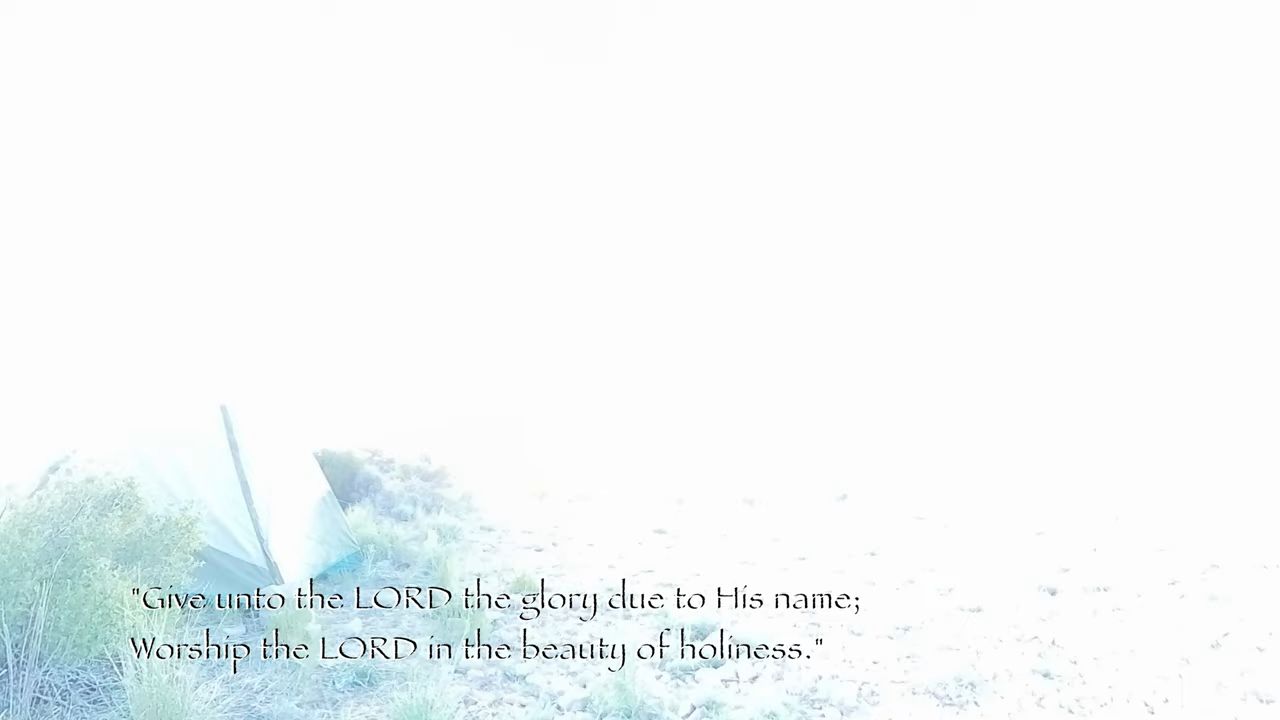 "Give unto the LORD the glory due to His name;
Worship the LORD in the beauty of holiness."